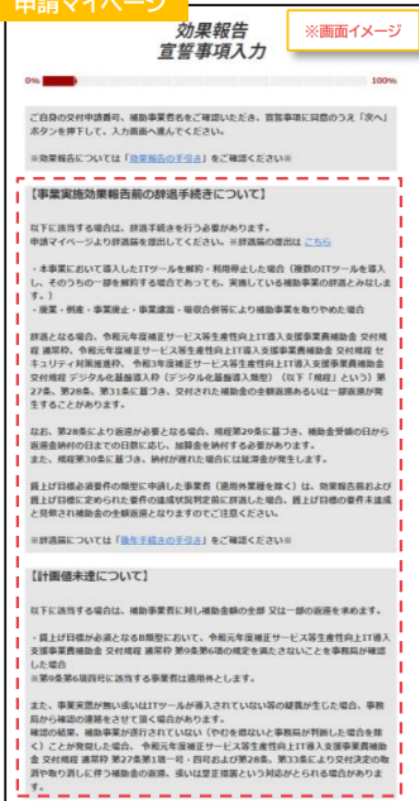 申請マイページ
※画面イメージ
効果報告
宣誓事項入力
0%
100%
ご自身の交付申請番号、補助事業者名をご確認いただき、宣誓事項に同意のうえ「次へ」
ボタンを押下して、入力画面へ進んでください。
※効果報告については「効果報告の手引き」をご確認ください※
【事業実施効果報告前の辞退手続きについて】
以下に該当する場合は、辞退手続きを行う必要があります。
申請マイページより辞退届を提出してください。※辞退届の提出は こちら
・本事業において導入したITツールを解約・利用停止した場合（複数のITツールを導入
し、そのうちの一部を解約する場合であっても、実施している補助事業の辞退とみなしま
す。）
・廃業・倒産・事業廃止・事業譲渡・吸収合併等により補助事業を取りやめた場合
辞退となる場合、令和元年度補正サービス等生産性向上IT導入支援事業費補助金 交付規
程 通常枠、令和元年度補正サービス等生産性向上IT導入支援事業費補助金 交付規程 セ
キュリティ対策推進枠、 令和3年度補正サービス等生産性向上IT導入支援事業費補助金
交付規程 デジタル化基盤導入枠（デジタル化基盤導入類型）（以下「規程」という）第
27条、第28条、第31条に基づき、交付された補助金の全額返還あるいは一部返還が発
生することがあります。
なお、第28条により返還が必要となる場合、規程第29条に基づき、補助金受領の日から
返還金納付の日までの日数に応じ、加算金を納付する必要があります。
また、規程第30条に基づき、納付が遅れた場合には延滞金が発生します。
賃上げ目標必須要件の類型に申請した事業者（適用外業種を除く）は、効果報告前および
賃上げ目標に定められた要件の達成状況判定前に辞退した場合、賃上げ目標の要件未達成
と見做され補助金の全額返還となりますのでご注意ください。
※辞退届については「後年手続きの手引き」をご確認ください※
【計画値未達について】
以下に該当する場合は、補助事業者に対し補助金額の全部 又は一部の返還を求めます。
・賃上げ目標が必須となるB類型において、令和元年度補正サービス等生産性向上IT導入
支援事業費補助金 交付規程 通常枠 第9条第6項の規定を満たさないことを事務局が確認
した場合
※第9条第6項四号に該当する事業者は適用外とします。
また、事業実態が無い或いはITツールが導入されていない等の疑義が生じた場合、事務
局から確認の連絡をさせて頂く場合があります。
確認の結果、補助事業が遂行されていない（やむを得ないと事務局が判断した場合を除
く）ことが発覚した場合、 令和元年度補正サービス等生産性向上IT導入支援事業費補助
金 交付規程 通常枠 第27条第1項一号・四号および第28条、第33条により交付決定の取
消や取り消しに伴う補助金の返還、或いは是正措置という対応がとられる場合がありま
す。